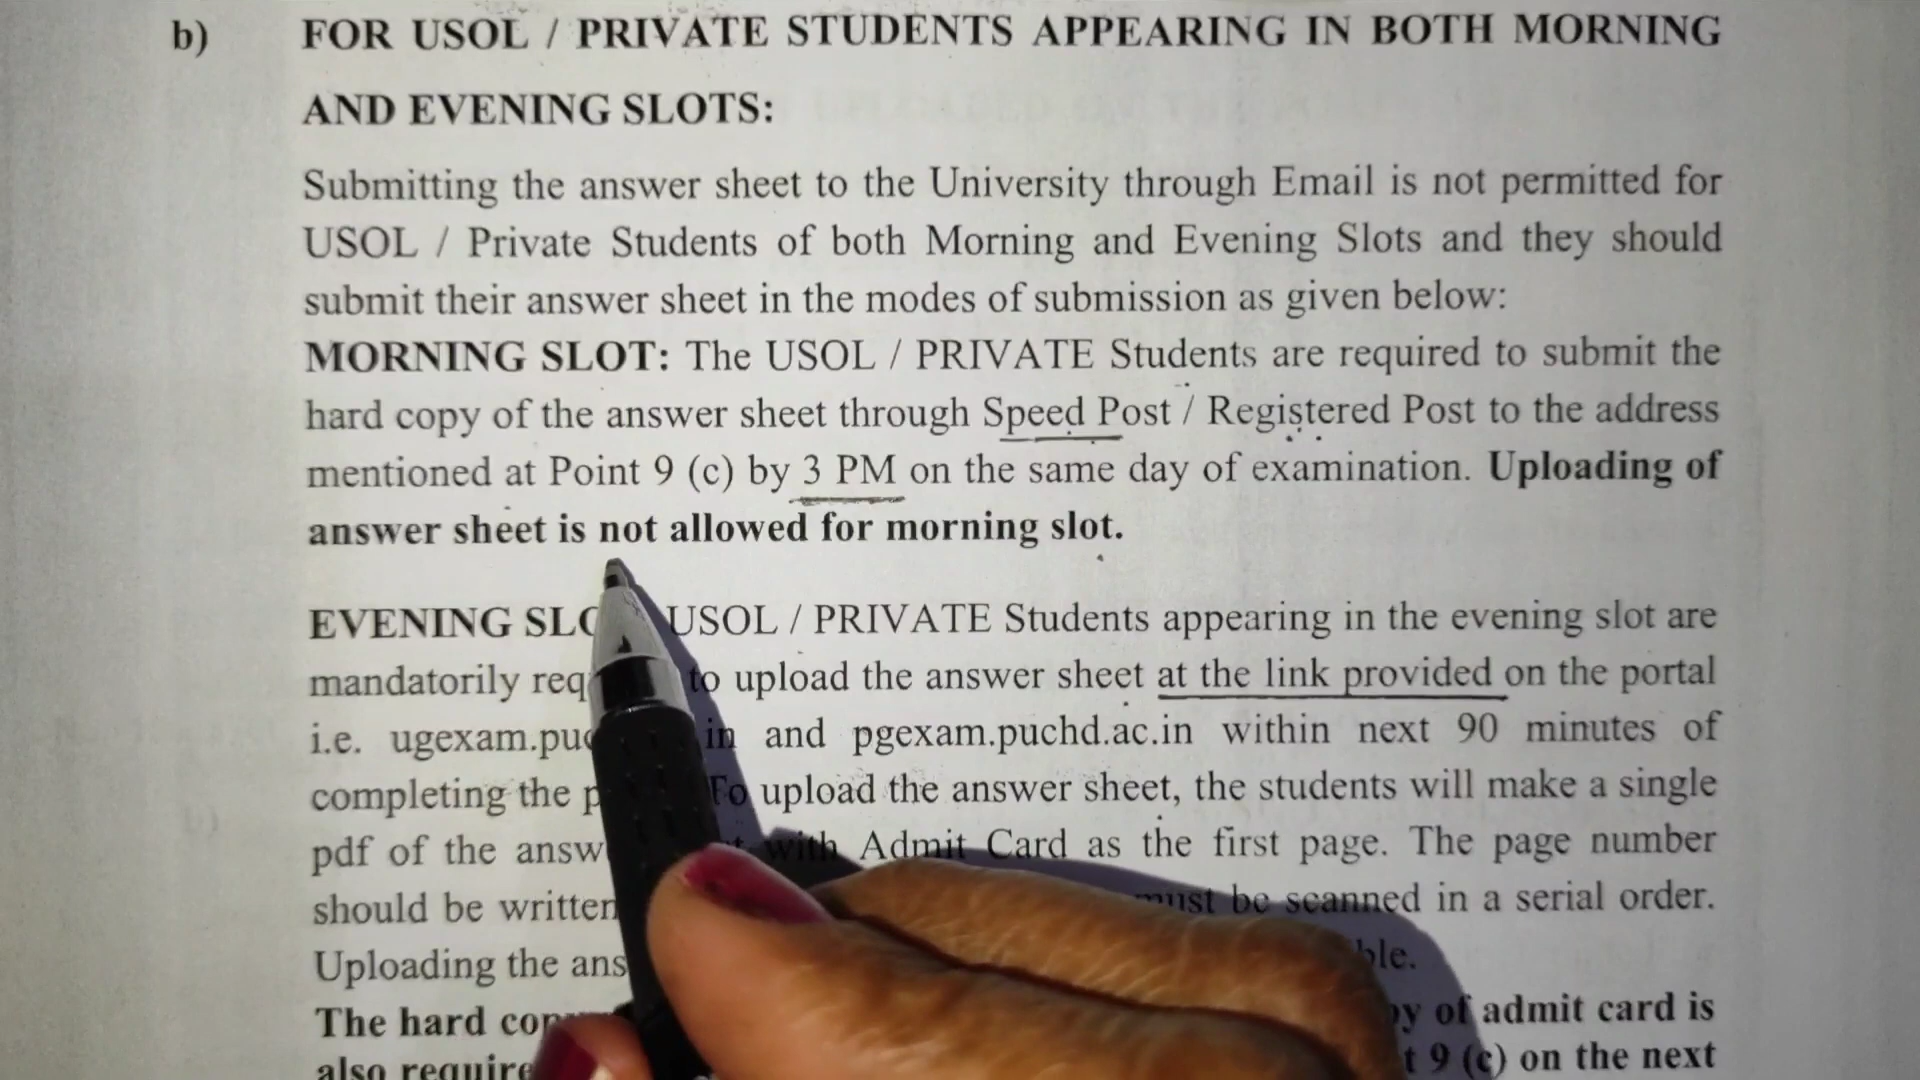 b) FOR USOL / PRIVATE STUDENTS APPEARING IN BOTH MORNING
AND EVENING SLOTS:
Submitting the answer sheet to the University through Email is not permitted for
USOL / Private Students of both Morning and Evening Slots and they should
submit their answer sheet in the modes of submission as given below:
MORNING SLOT: The USOL / PRIVATE Students are required to submit the
hard copy of the answer sheet through Speed Post / Registered Post to the address
mentioned at Point 9 (c) by 3 PM on the same day of examination. Uploading of
answer sheet is not allowed for morning slot.
EVENING USOL / PRIVATE Students appearing in the evening slot are
mandatorily to upload the answer sheet at the link provided on the portal
i.e. in and pgexam.puchd.ac.in within next 90 minutes of
completing the upload the answer sheet, the students will make a single
pdf of the with Admit Card as the first page. The page number
should be written must be scanned in a serial order.
Uploading the
The hard of admit card is
also 9 (c) on the next